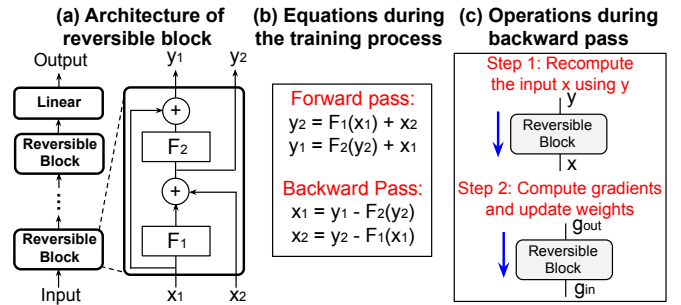 (a) Architecture of
reversible block
Output
Linear
Reversible
Block
...
Reversible
Block
Input
y1
y2
+
F2
+
F1
x1
x2
(b) Equations during
the training process
Forward pass:
y2 = F1(x1) + x2
y1 = F2(y2) + x1
Backward Pass:
x1 = y1 - F2(y2)
x2 = y2 - F1(x1)
(c) Operations during
backward pass
Step 1: Recompute
the input x using y
y
Reversible
Block
x
Step 2: Compute gradients
and update weights
gout
Reversible
Block
gin